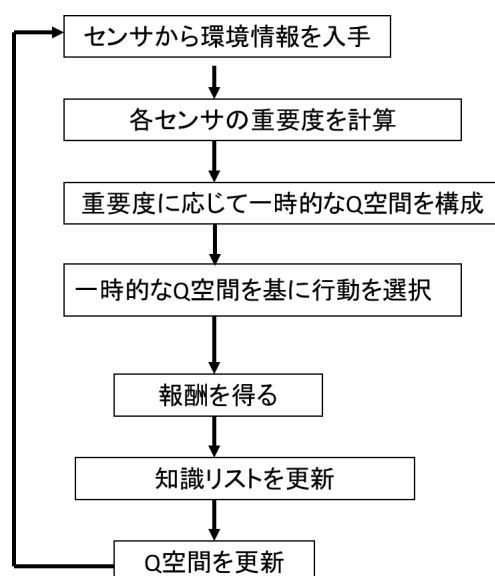 センサから環境情報を入手
各センサの重要度を計算
重要度に応じて一時的なQ空間を構成
一時的なQ空間を基に行動を選択
報酬を得る
知識リストを更新
Q空間を更新